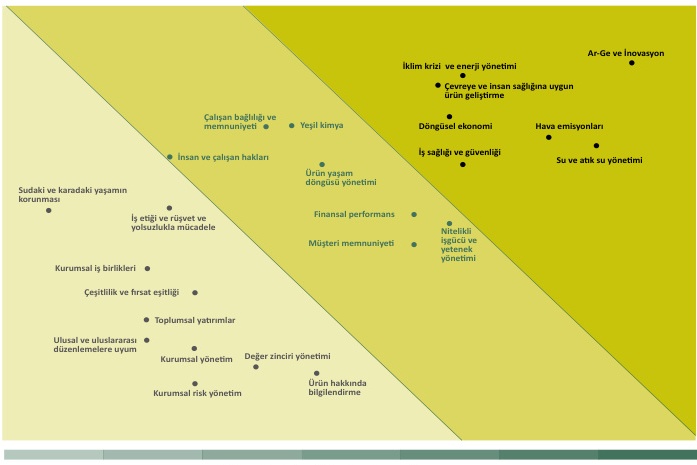 Ar-Ge ve İnovasyon
İklim krizi ve enerji yönetimi
Çevreye ve insan sağlığına uygun
ürün geliştirme
Döngüsel ekonomi
Hava emisyonları
İş sağlığı ve güvenliği
Su ve atık su yönetimi
Çalışan bağlılığı ve
memnuniyeti
Yeşil kimya
İnsan ve çalışan hakları
Ürün yaşam
döngüsü yönetimi
Finansal performans
Nitelikli
işgücü ve
yetenek
yönetimi
Müşteri memnuniyeti
Sudaki ve karadaki yaşamın
korunması
İş etiği ve rüşvet ve
yolsuzlukla mücadele
Kurumsal iş birlikleri
Çeşitlilik ve fırsat eşitliği
Toplumsal yatırımlar
Ulusal ve uluslararası
düzenlemelere uyum
Kurumsal yönetim
Değer zinciri yönetimi
Ürün hakkında
bilgilendirme
Kurumsal risk yönetim